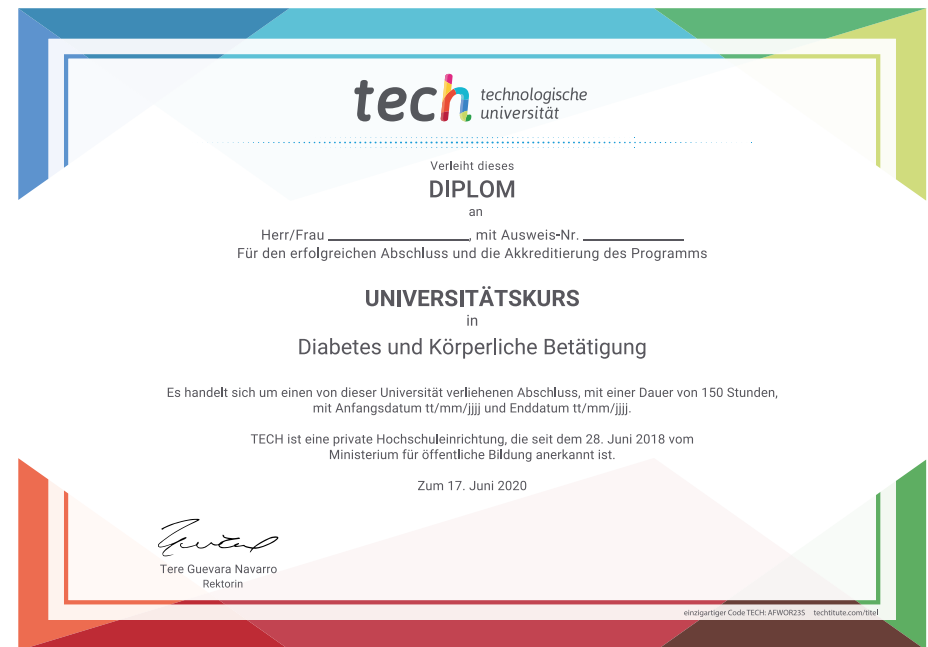 tech technologische
universität
Verleiht dieses
DIPLOM
an
Herr/Frau ________________, mit Ausweis-Nr. ____________
Für den erfolgreichen Abschluss und die Akkreditierung des Programms
UNIVERSITÄTSKURS
in
Diabetes und Körperliche Betätigung
Es handelt sich um einen von dieser Universität verliehenen Abschluss, mit einer Dauer von 150 Stunden,
mit Anfangsdatum tt/mm/jjjj und Enddatum tt/mm/jjjj.
TECH ist eine private Hochschuleinrichtung, die seit dem 28. Juni 2018 vom
Ministerium für öffentliche Bildung anerkannt ist.
Zum 17. Juni 2020
Tere Guevara Navarro
Rektorin
einzigartiger Code TECH: AFWOR235 techtitute.com/titel